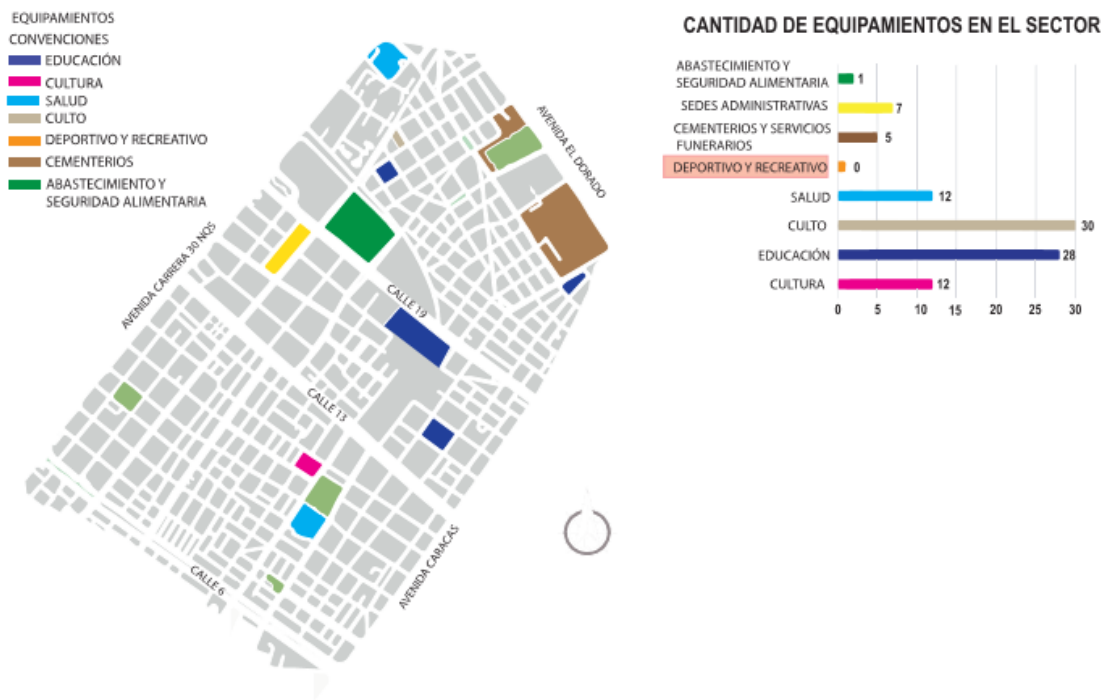 EQUIPAMIENTOS
CONVENCIONES
EDUCACIÓN
CULTURA
SALUD
CULTO
DEPORTIVO Y RECREATIVO
CEMENTERIOS
ABASTECIMIENTO Y
SEGURIDAD ALIMENTARIA
AVENIDA EL DORADO
AVENIDA CARRERA 30 NQS
CALLE 19
CALLE 13
CALLE 6
AVENIDA CARACAS
CANTIDAD DE EQUIPAMIENTOS EN EL SECTOR
ABASTECIMIENTO Y
SEGURIDAD ALIMENTARIA 1
SEDES ADMINISTRATIVAS 7
CEMENTERIOS Y SERVICIOS
FUNERARIOS 5
DEPORTIVO Y RECREATIVO 0
SALUD 12
CULTO 30
EDUCACIÓN 28
CULTURA 12
0 5 10 15 20 25 30